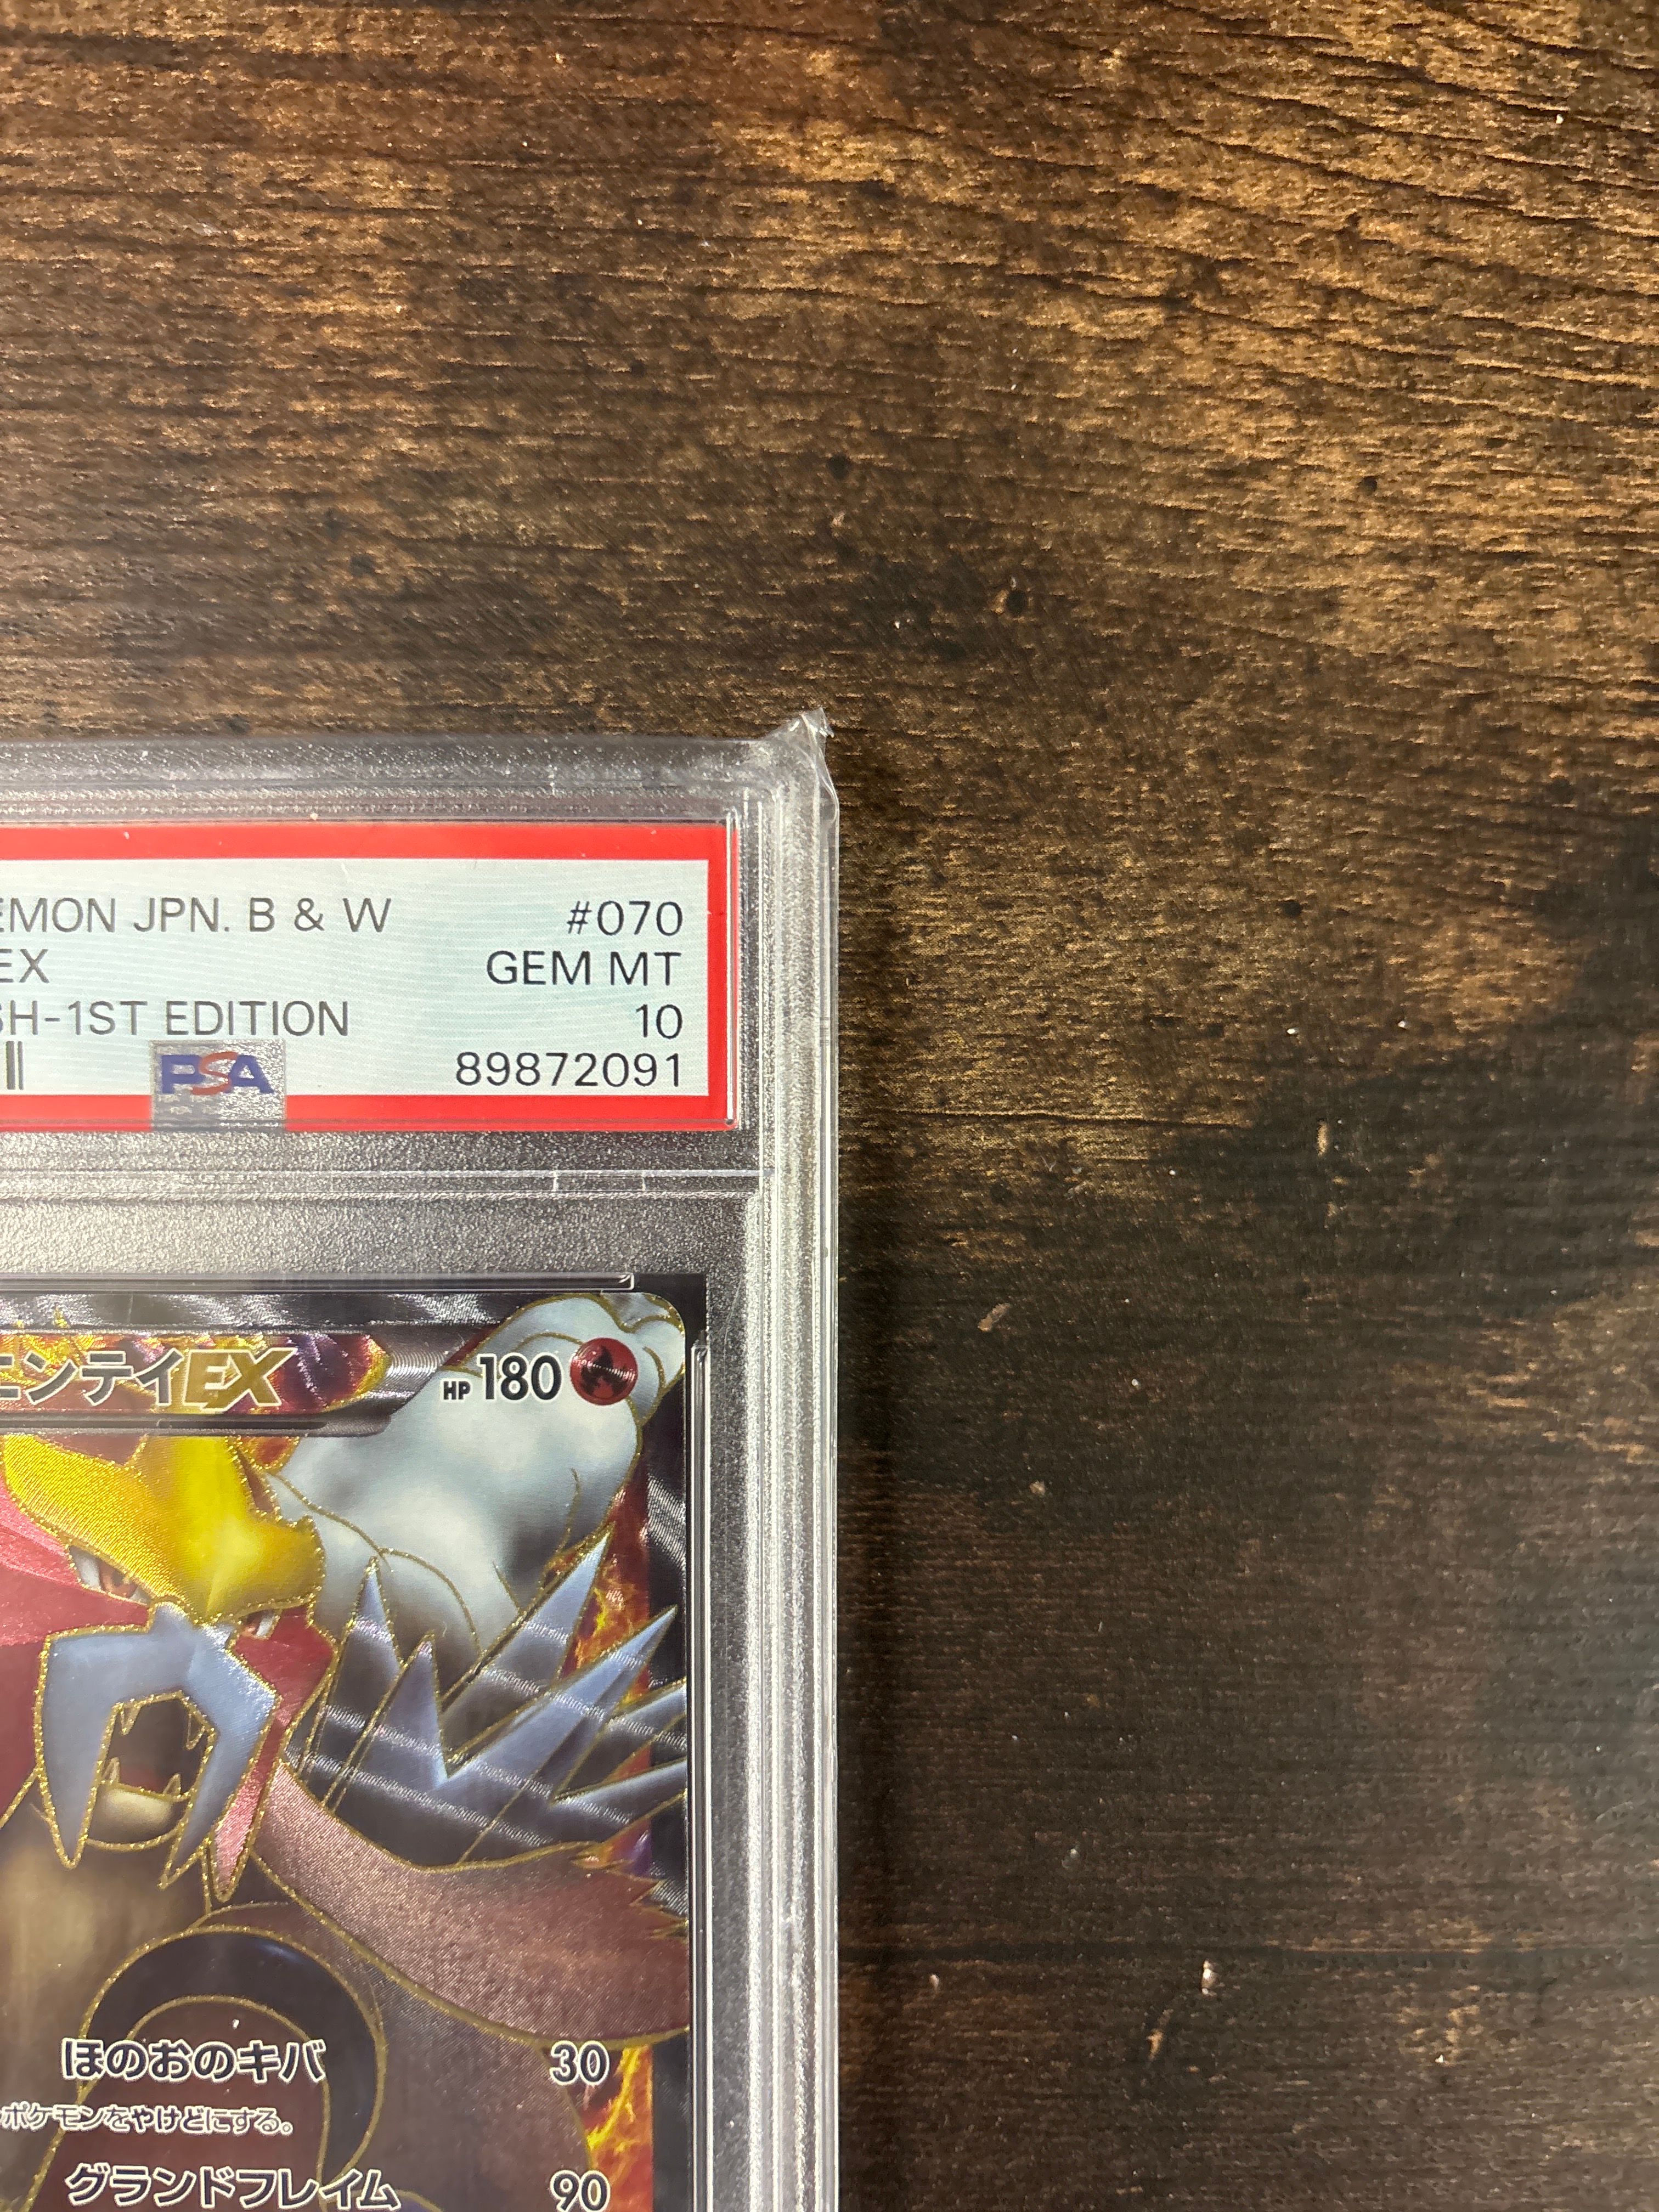 EMON JPN. B & W #070
EX GEM MT
SH-1ST EDITION 10
PSA 89872091
エンテイEX HP 180
ほのおのキバ 30
ポケモンをやけどにする。
グランドフレイム 90